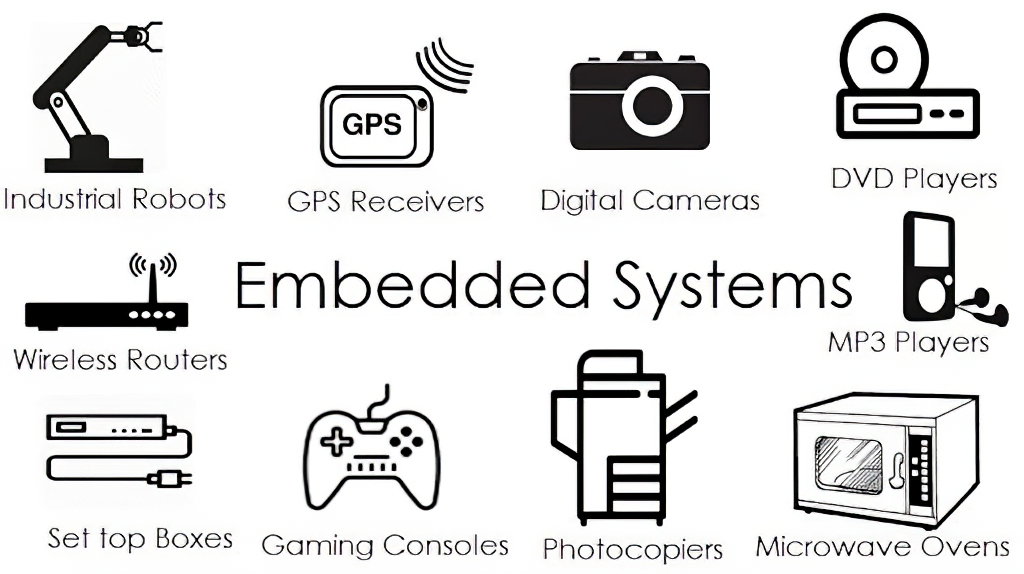 GPS
Industrial Robots
GPS Receivers
Digital Cameras
DVD Players
Embedded Systems
Wireless Routers
MP3 Players
Set top Boxes
Gaming Consoles
Photocopiers
Microwave Ovens